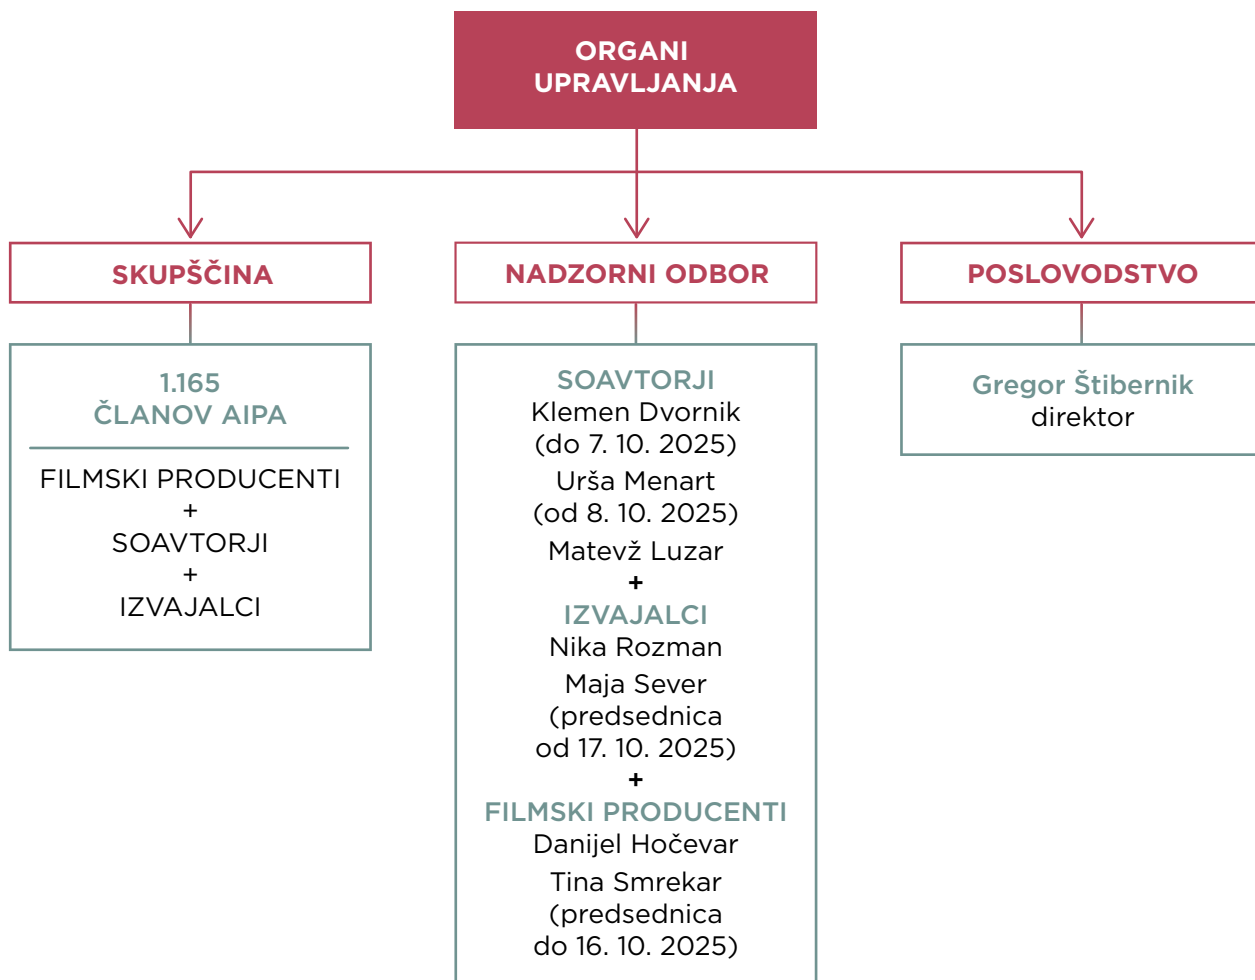 ORGANI
UPRAVLJANJA
SKUPŠČINA
1.165
ČLANOV AIPA
FILMSKI PRODUCENTI
+
SOAVTORJI
+
IZVAJALCI
NADZORNI ODBOR
SOAVTORJI
Klemen Dvornik
(do 7. 10. 2025)
Urša Menart
(od 8. 10. 2025)
Matevž Luzar
+
IZVAJALCI
Nika Rozman
Maja Sever
(predsednica
od 17. 10. 2025)
+
FILMSKI PRODUCENTI
Danijel Hočevar
Tina Smrekar
(predsednica
do 16. 10. 2025)
POSLOVODSTVO
Gregor Štibernik
direktor